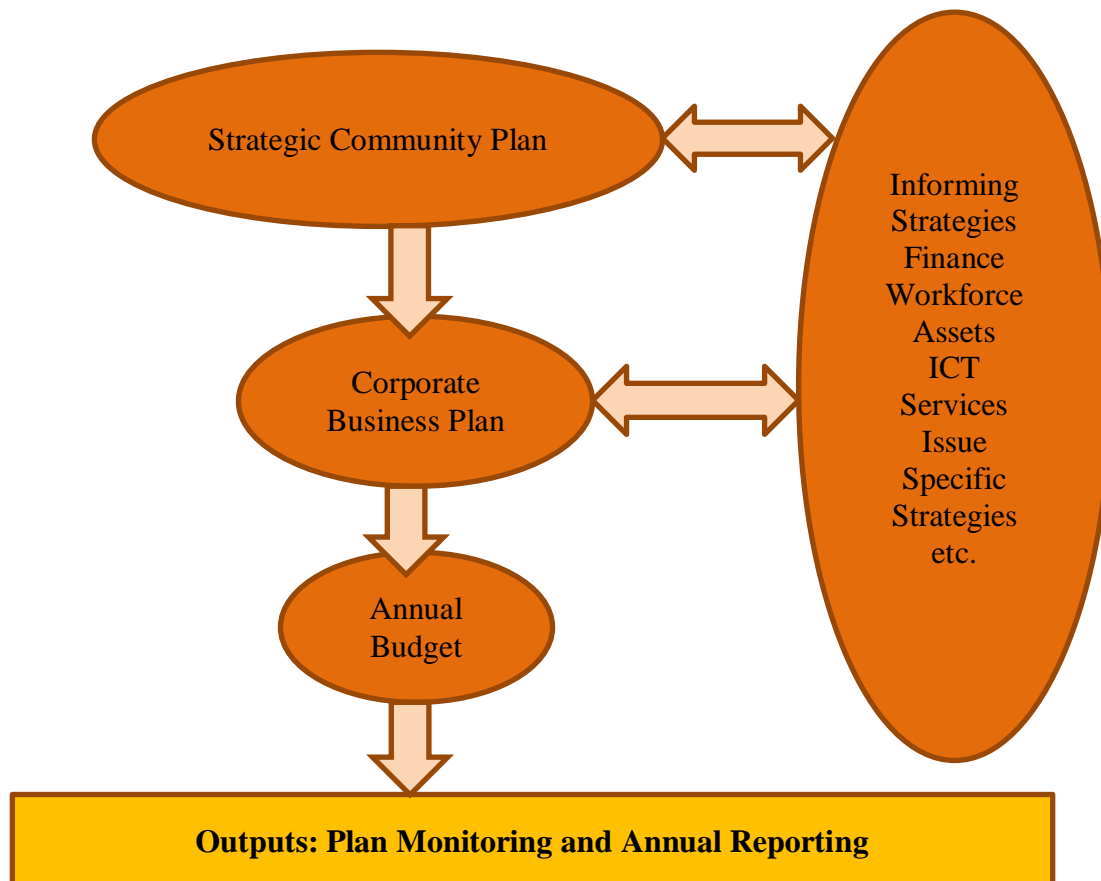 Strategic Community Plan
Informing
Strategies
Finance
Workforce
Assets
ICT
Services
Issue
Specific
Strategies
etc.
Corporate
Business Plan
Annual
Budget
Outputs: Plan Monitoring and Annual Reporting